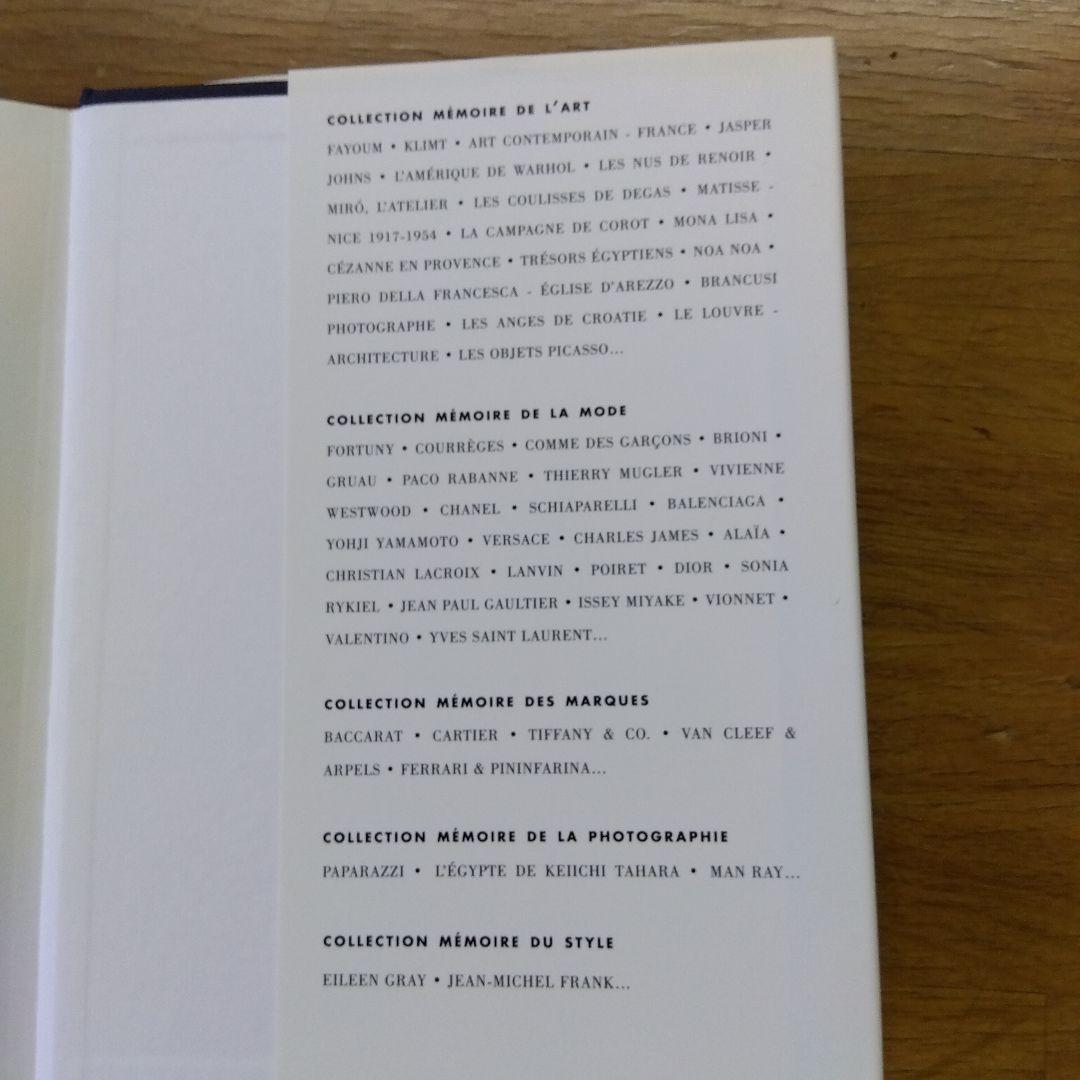 COLLECTION MÉMOIRE DE L'ART
FAYOUM • KLIMT • ART CONTEMPORAIN - FRANCE • JASPER
JOHNS • L'AMÉRIQUE DE WARHOL • LES NUS DE RENOIR •
MIRÓ, L'ATELIER • LES COULISSES DE DEGAS • MATISSE -
NICE 1917-1954 • LA CAMPAGNE DE COROT • MONA LISA •
CÉZANNE EN PROVENCE • TRÉSORS ÉGYPTIENS • NOA NOA •
PIERO DELLA FRANCESCA - ÉGLISE D'AREZZO • BRANCUSI
PHOTOGRAPHE • LES ANGES DE CROATIE • LE LOUVRE -
ARCHITECTURE • LES OBJETS PICASSO...
COLLECTION MÉMOIRE DE LA MODE
FORTUNY • COURRÈGES • COMME DES GARÇONS • BRIONI •
GRUAU • PACO RABANNE • THIERRY MUGLER • VIVIENNE
WESTWOOD • CHANEL • SCHIAPARELLI • BALENCIAGA •
YOHJI YAMAMOTO • VERSACE • CHARLES JAMES • ALAÏA •
CHRISTIAN LACROIX • LANVIN • POIRET • DIOR • SONIA
RYKIEL • JEAN PAUL GAULTIER • ISSEY MIYAKE • VIONNET •
VALENTINO • YVES SAINT LAURENT...
COLLECTION MÉMOIRE DES MARQUES
BACCARAT • CARTIER • TIFFANY & CO. • VAN CLEEF &
ARPELS • FERRARI & PININFARINA...
COLLECTION MÉMOIRE DE LA PHOTOGRAPHIE
PAPARAZZI • L'ÉGYPTE DE KEIICHI TAHARA • MAN RAY...
COLLECTION MÉMOIRE DU STYLE
EILEEN GRAY • JEAN-MICHEL FRANK...